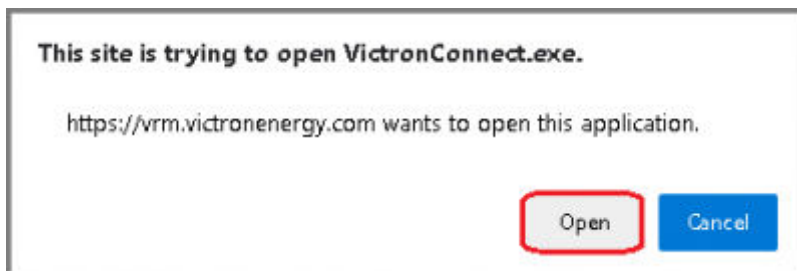 This site is trying to open VictronConnect.exe.
https://vrm.victronenergy.com wants to open this application.
Open
Cancel